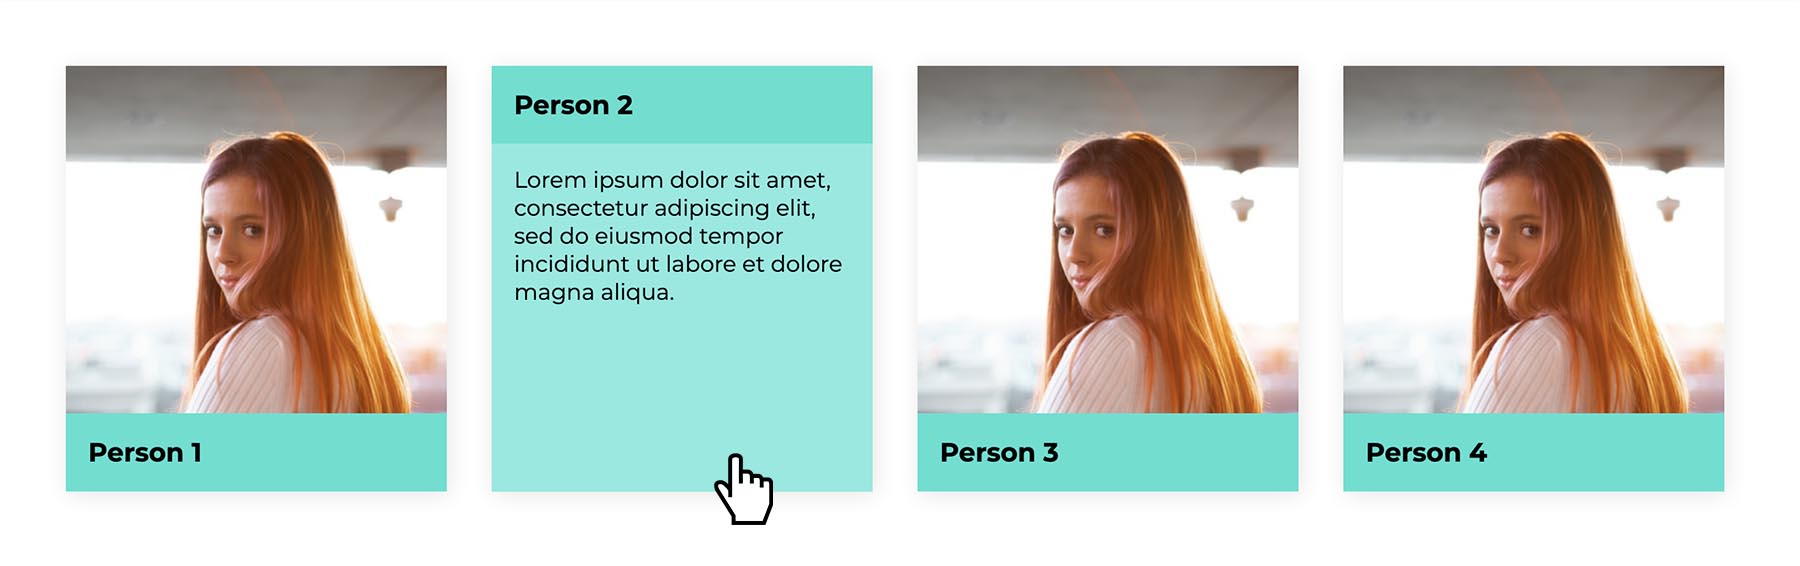 Person 2
Lorem ipsum dolor sit amet,
consectetur adipiscing elit,
sed do eiusmod tempor
incididunt ut labore et dolore
magna aliqua.
Person 1
Person 3
Person 4